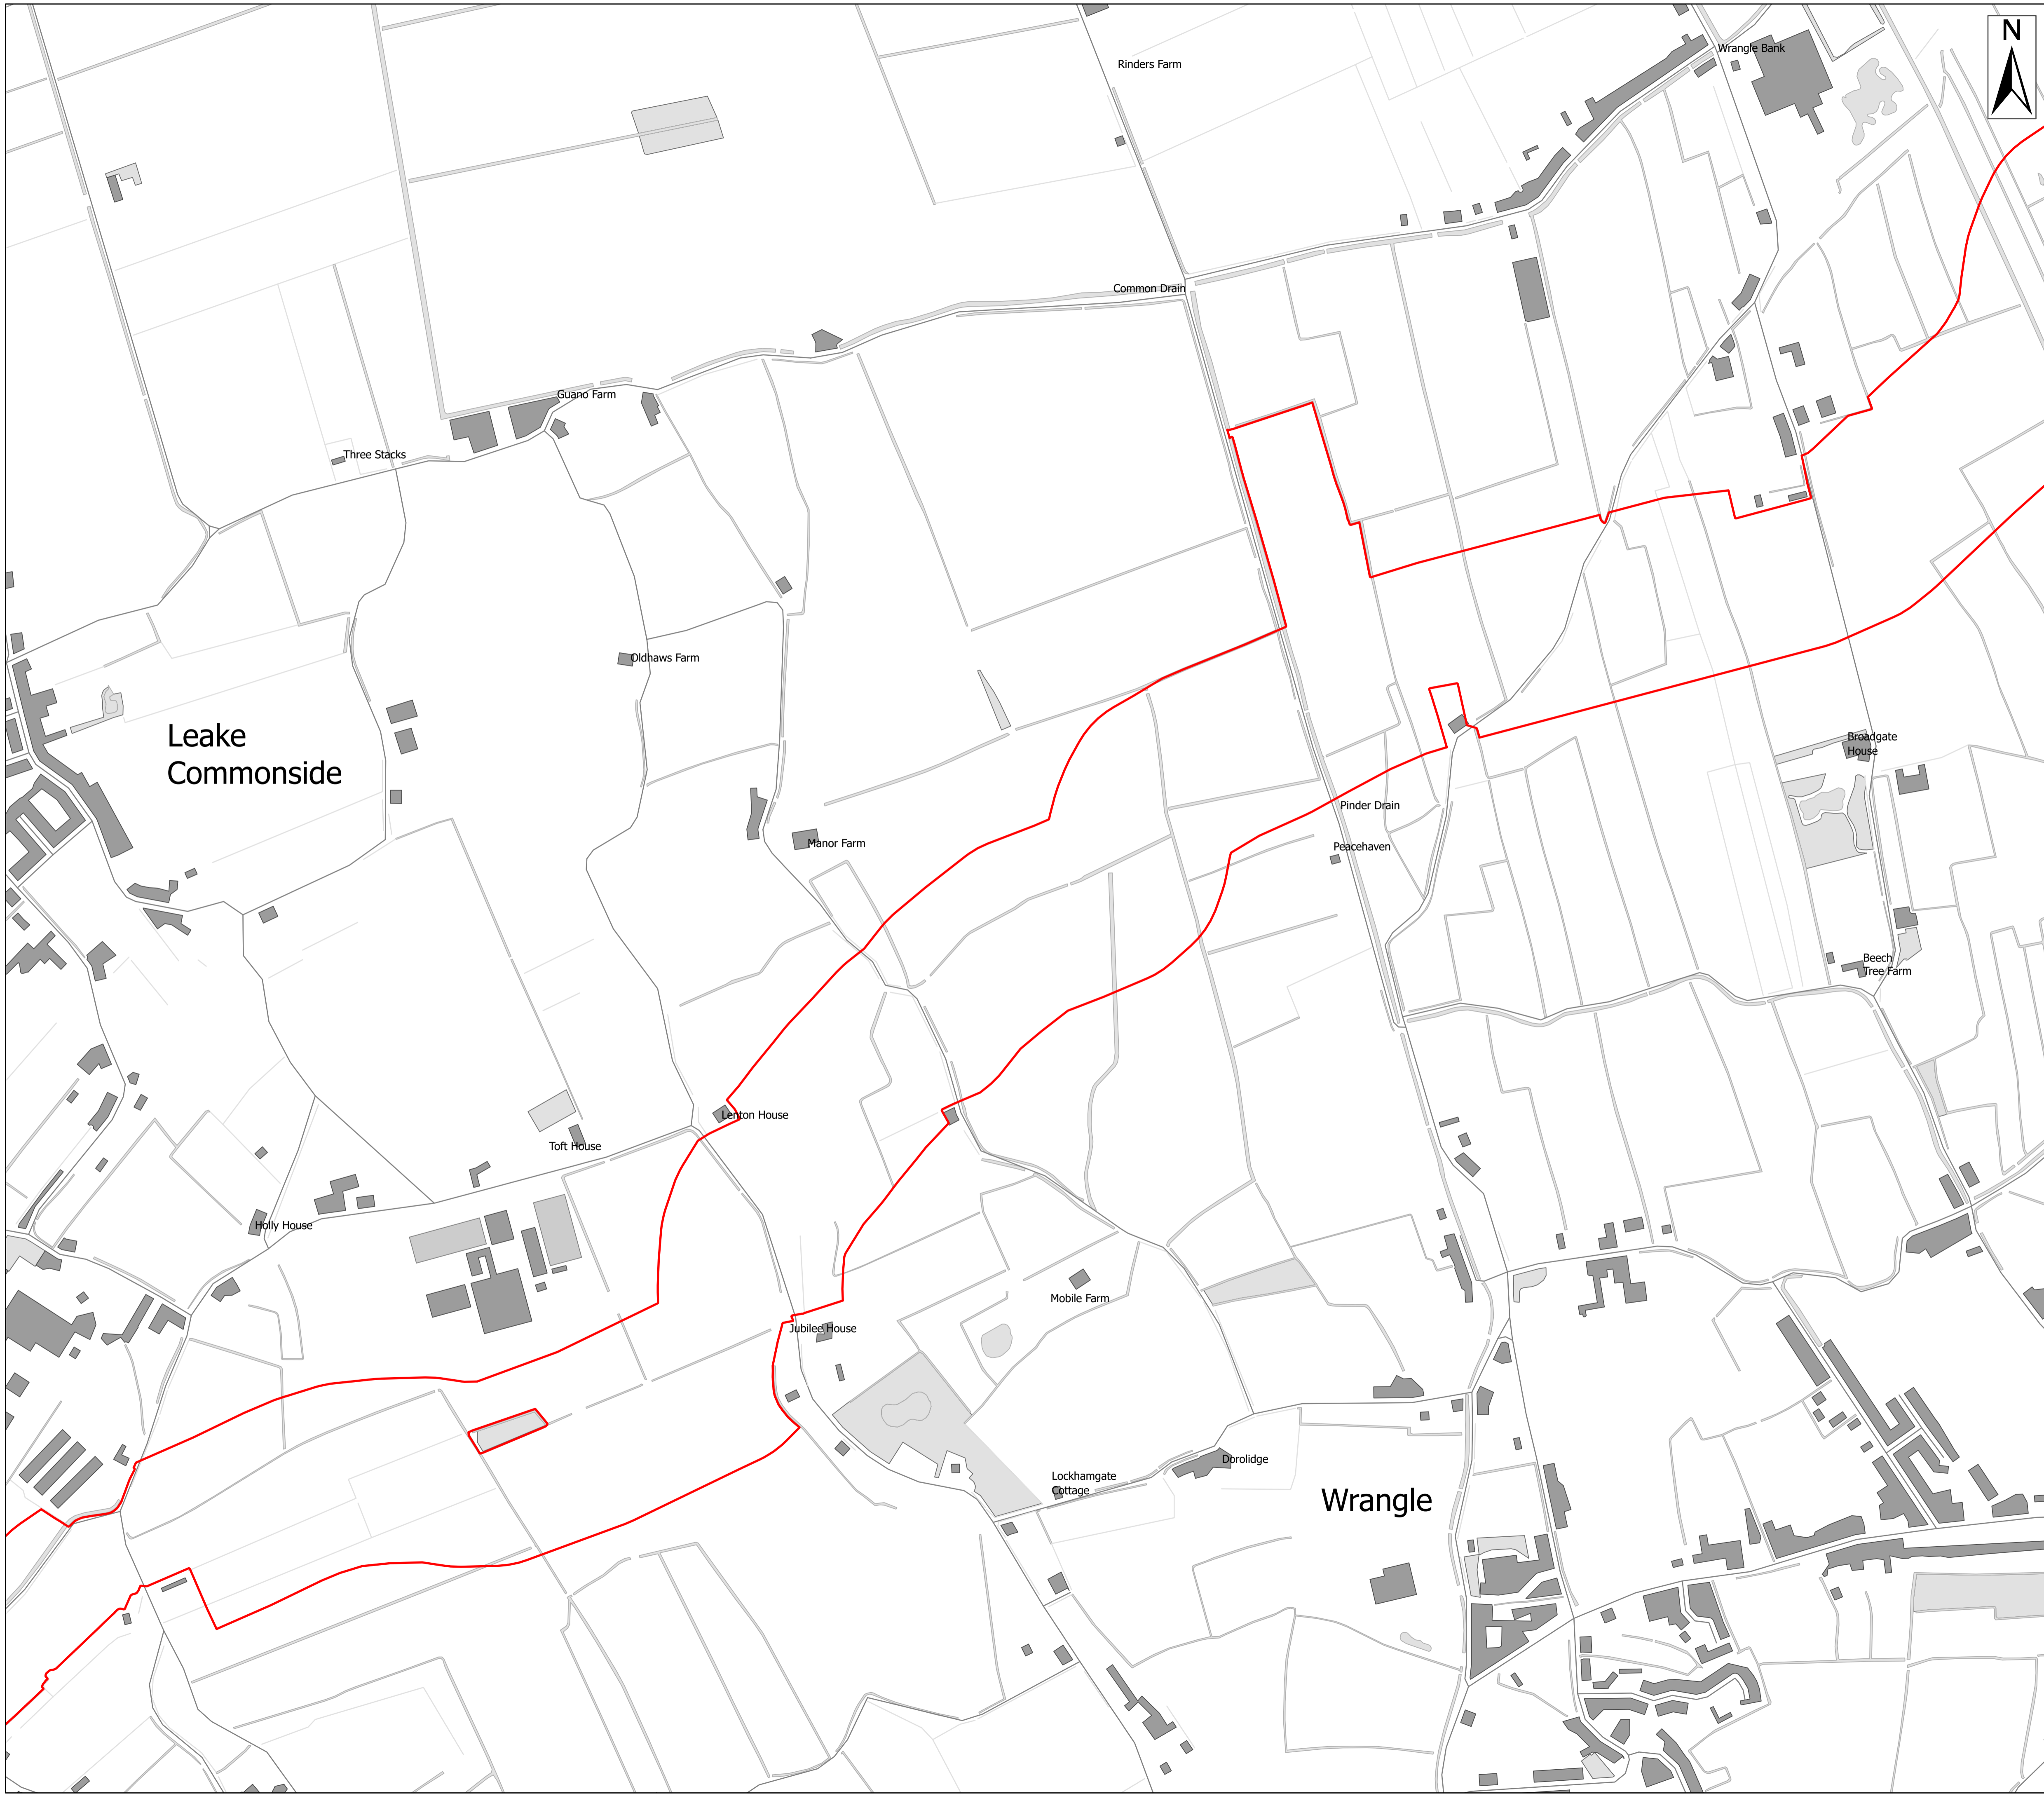 N
Wrangle Bank
Rinders Farm
Common Drain
Guano Farm
Three Stacks
Oldhaws Farm
Leake
Commonside
Broadgate
House
Pinder Drain
Manor Farm
Peacehaven
Beech
Tree Farm
Lenton House
Toft House
Holly House
Mobile Farm
Jubilee House
Dorolidge
Lockhamgate
Cottage
Wrangle